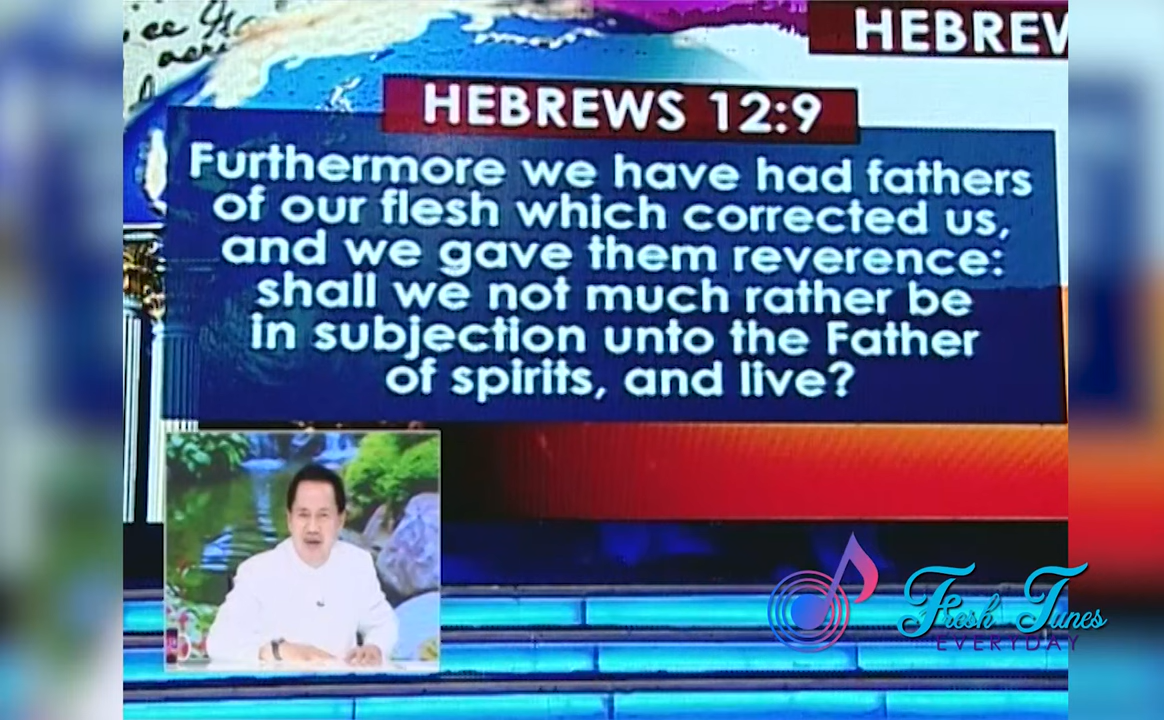 HEBREWS 12:9
Furthermore we have had fathers
of our flesh which corrected us,
and we gave them reverence:
shall we not much rather be
in subjection unto the Father
of spirits, and live?
HEBREW
Fresh Tunes
EVERYDAY